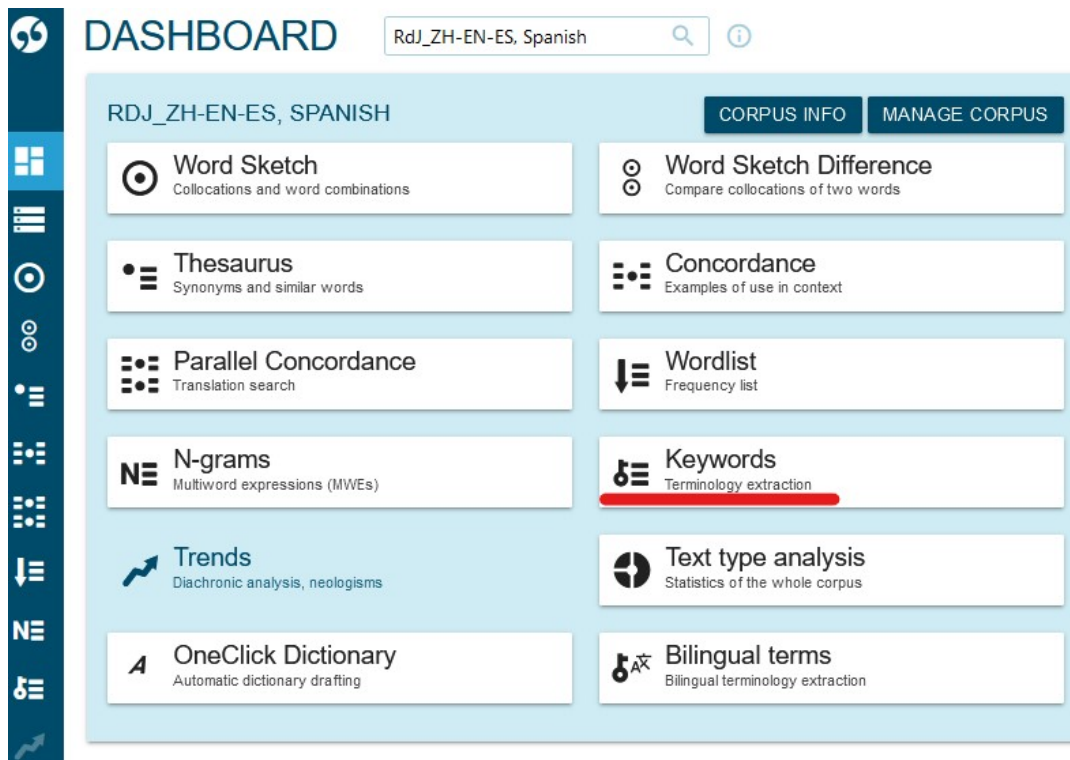 DASHBOARD
RdJ_ZH-EN-ES, Spanish
RDJ_ZH-EN-ES, SPANISH
CORPUS INFO
MANAGE CORPUS
Word Sketch
Collocations and word combinations
Word Sketch Difference
Compare collocations of two words
Thesaurus
Synonyms and similar words
Concordance
Examples of use in context
Parallel Concordance
Translation search
Wordlist
Frequency list
N-grams
Multiword expressions (MWEs)
Keywords
Terminology extraction
Trends
Diachronic analysis, neologisms
Text type analysis
Statistics of the whole corpus
OneClick Dictionary
Automatic dictionary drafting
Bilingual terms
Bilingual terminology extraction